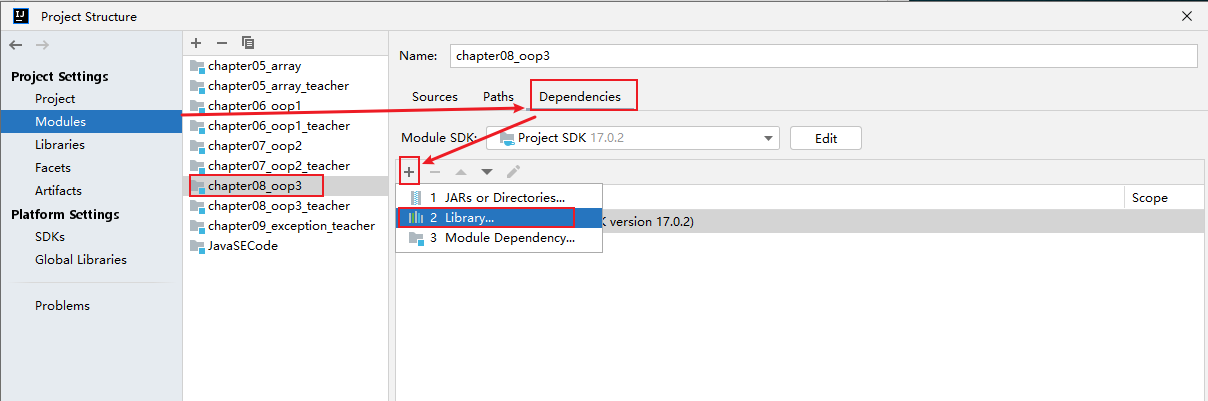 Project Structure
Project Settings
Project
Modules
Libraries
Facets
Artifacts
Platform Settings
SDKs
Global Libraries
Problems
chapter05_array
chapter05_array_teacher
chapter06_oop1
chapter06_oop1_teacher
chapter07_oop2
chapter07_oop2_teacher
chapter08_oop3
chapter08_oop3_teacher
chapter09_exception_teacher
JavaSECode
Name: chapter08_oop3
Sources Paths Dependencies
Module SDK: Project SDK 17.0.2 Edit
Scope
1 JARs or Directories...
2 Library...
version 17.0.2)
3 Module Dependency...